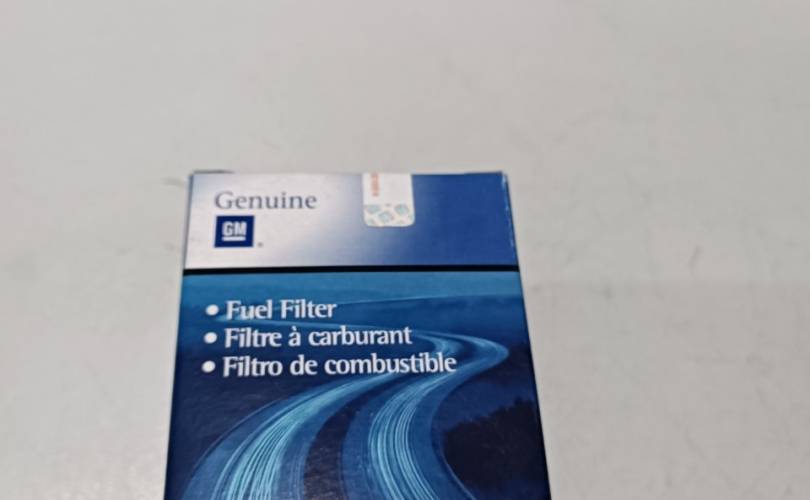 Genuine
GM
• Fuel Filter
• Filtre à carburant
• Filtro de combustible